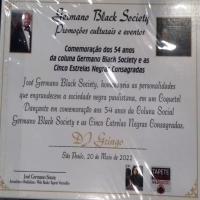 Germano Black Society
Promoções culturais e eventos
Comemoração dos 54 anos
da coluna Germano Black Society e as
Cinco Estrelas Negras Consagradas
José Germano Black Society, homenageia as personalidades
que engrandecem a sociedade negra paulistana, em um Coquetel
Dançante em comemoração aos 54 anos da Coluna Social
Germano Black Society e as Cinco Estrelas Negras Consagradas.
DJ Gringo
São Paulo, 20 de Maio de 2022
José Germano Souza
TAPETE